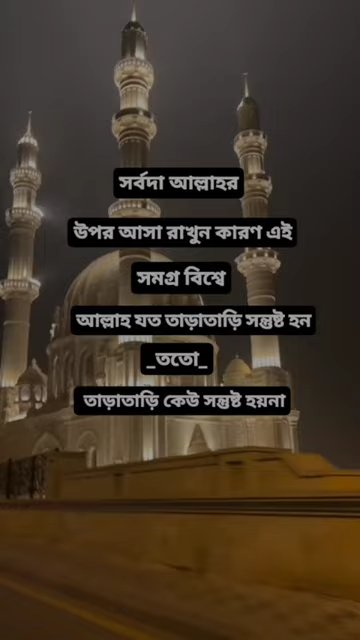 সর্বদা আল্লাহর
উপর আসা রাখুন কারণ এই
সমগ্র বিশ্বে
আল্লাহ যত তাড়াতাড়ি সন্তুষ্ট হন
_ততো_
তাড়াতাড়ি কেউ সন্তুষ্ট হয়না